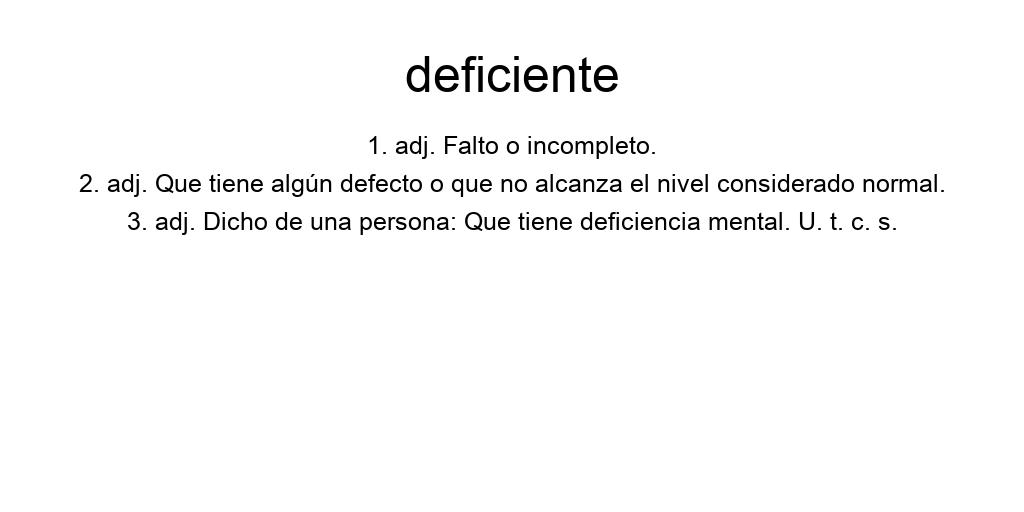 deficiente
1. adj. Falto o incompleto.
2. adj. Que tiene algún defecto o que no alcanza el nivel considerado normal.
3. adj. Dicho de una persona: Que tiene deficiencia mental. U. t. c. s.